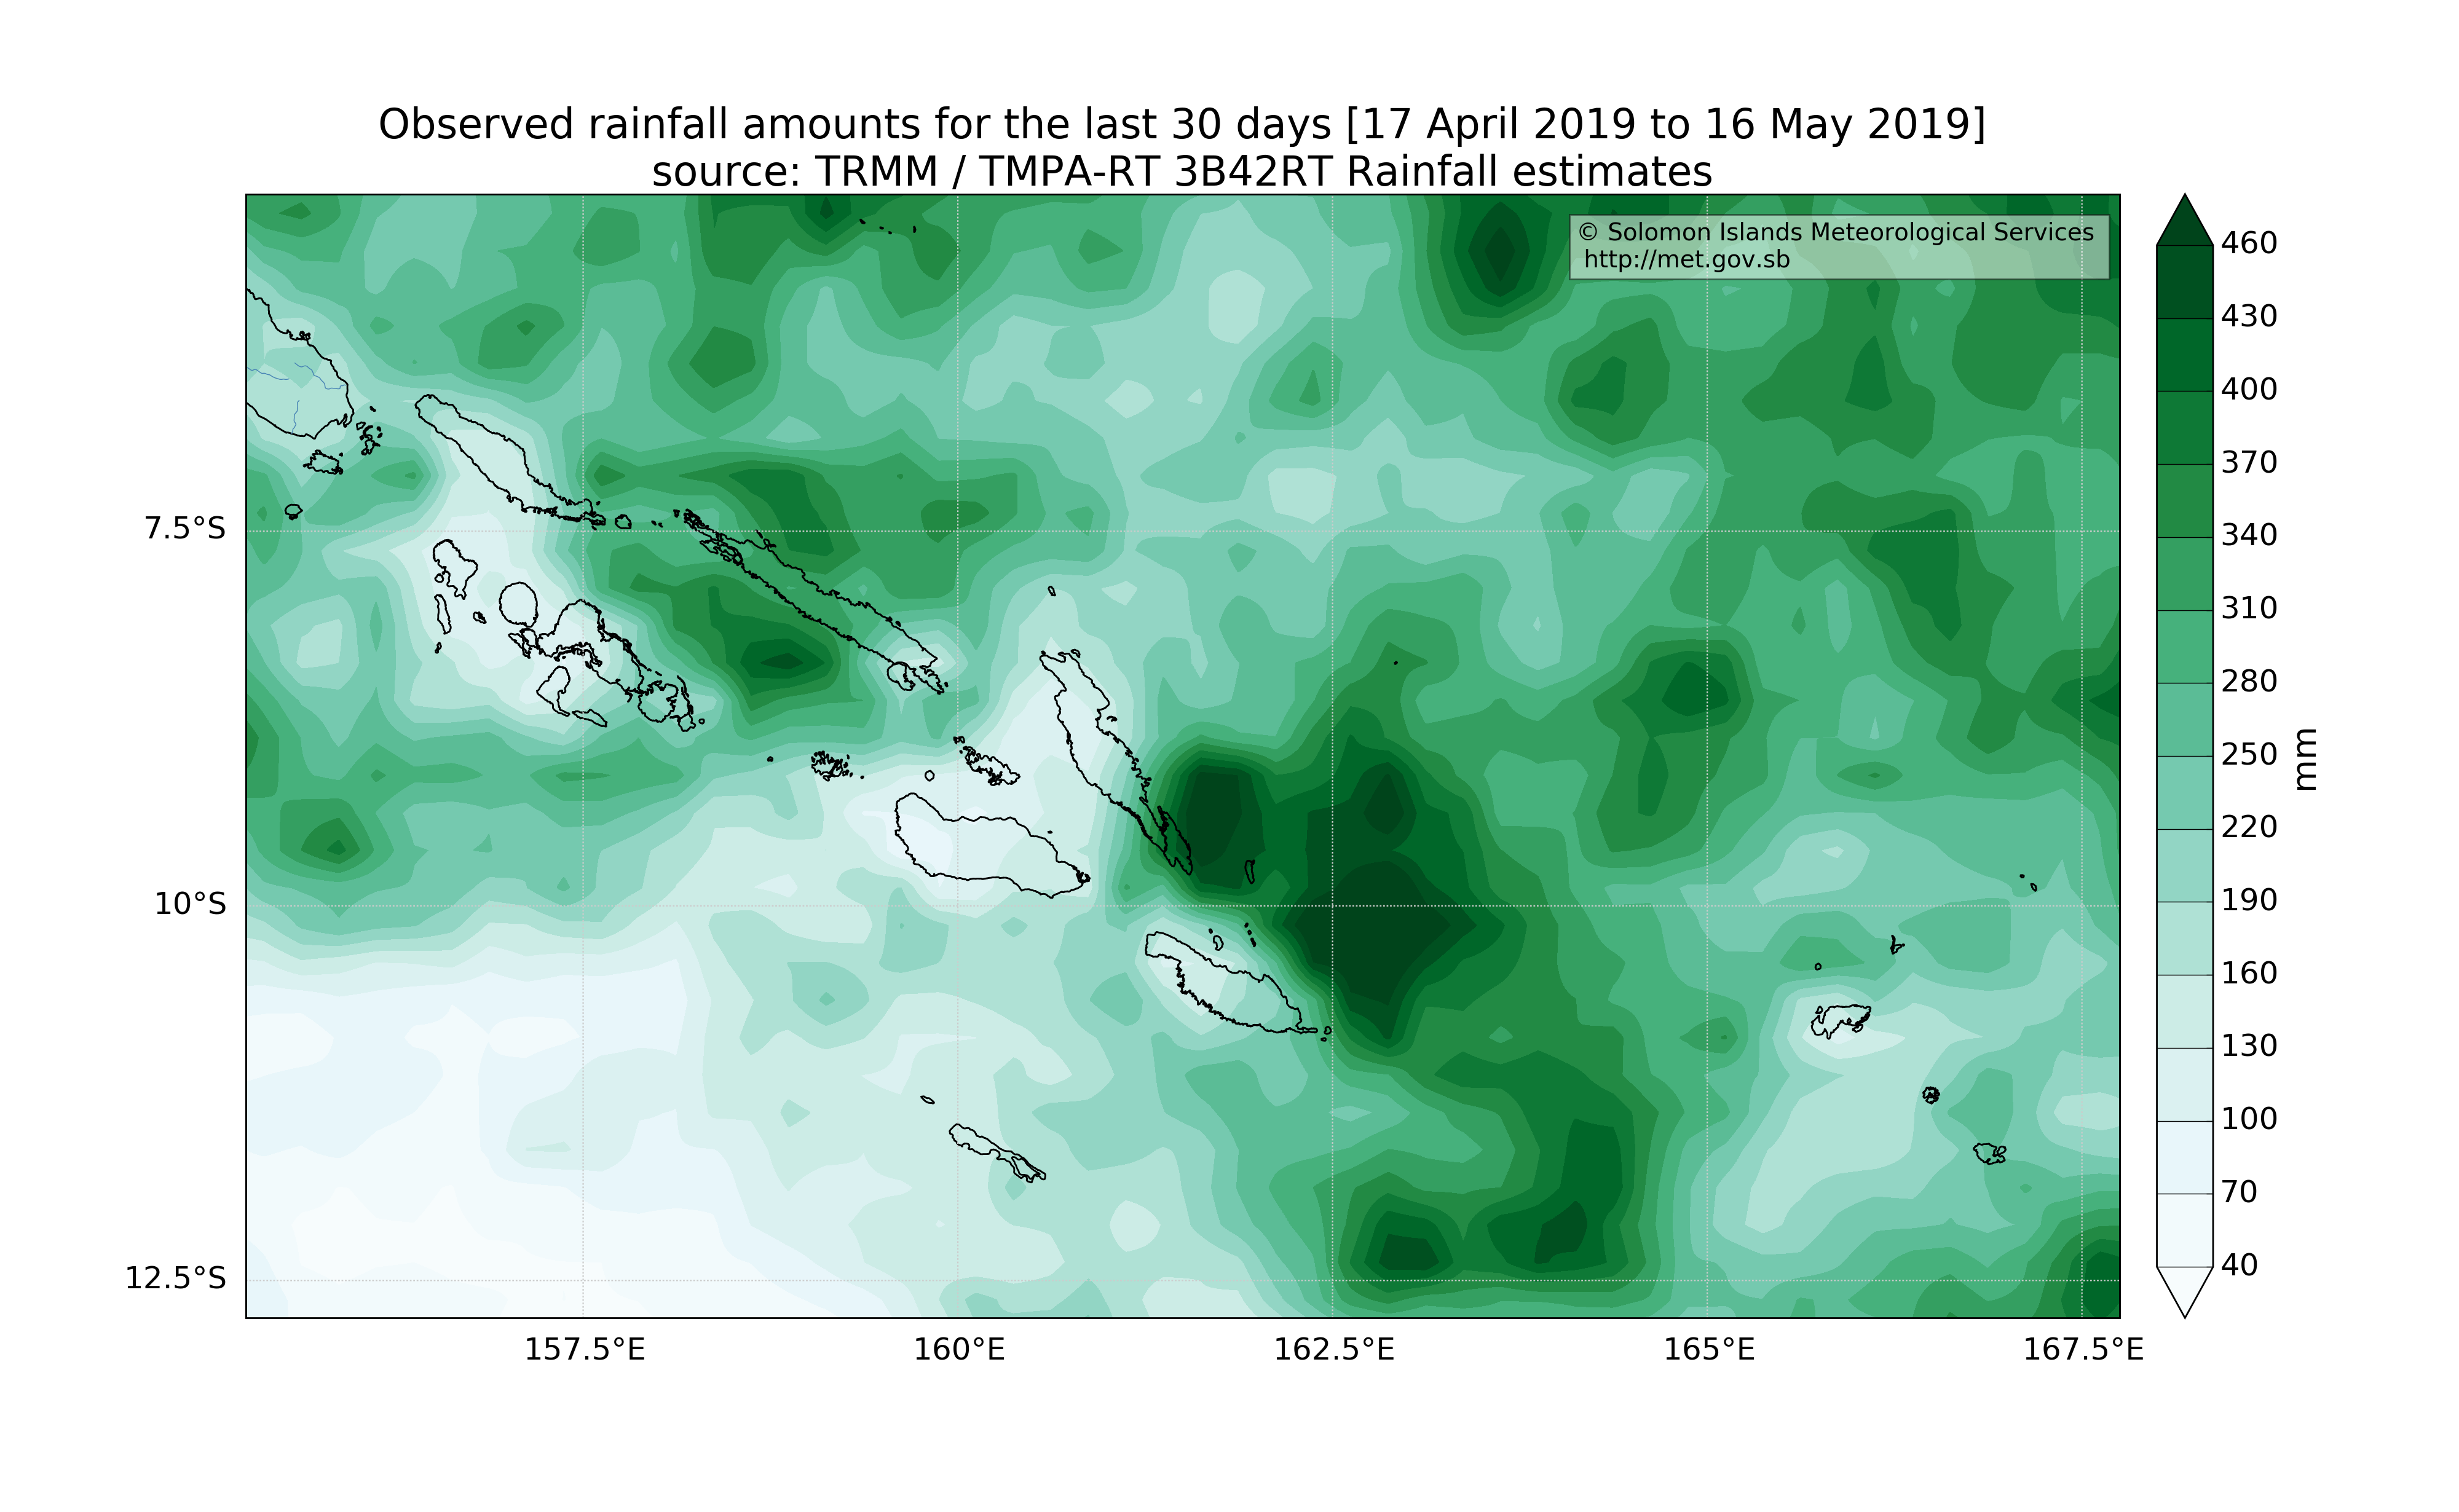 Observed rainfall amounts for the last 30 days [17 April 2019 to 16 May 2019]
source: TRMM / TMPA-RT 3B42RT Rainfall estimates
© Solomon Islands Meteorological Services
http://met.gov.sb
460
430
400
370
340
310
280
250
220
190
160
130
100
70
40
mm
7.5°S
10°S
12.5°S
157.5°E
160°E
162.5°E
165°E
167.5°E